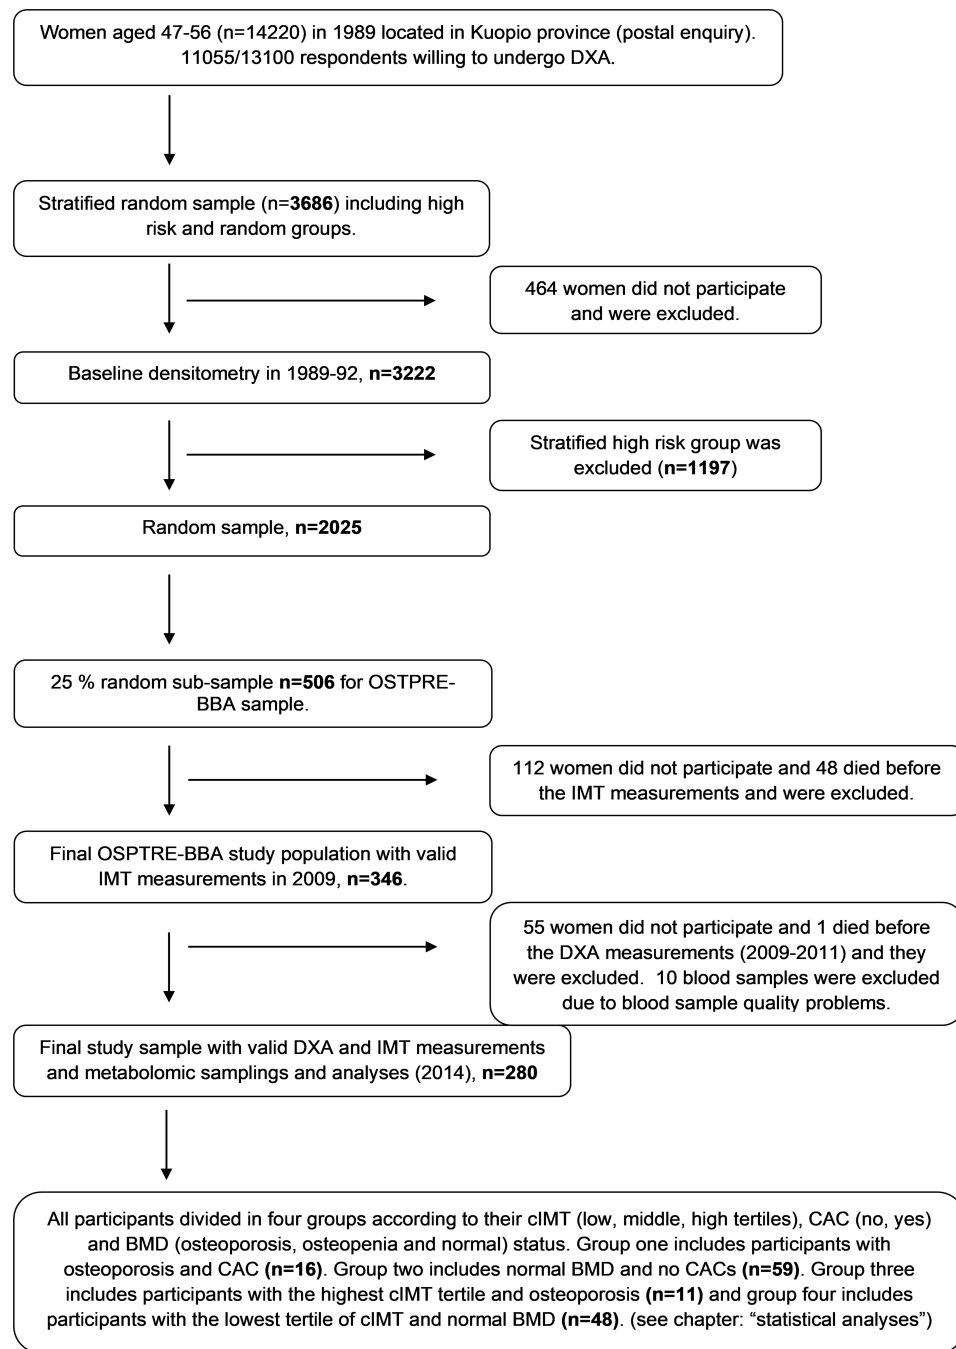 Women aged 47-56 (n=14220) in 1989 located in Kuopio province (postal enquiry).
11055/13100 respondents willing to undergo DXA.
Stratified random sample (n=3686) including high
risk and random groups.
464 women did not participate
and were excluded.
Baseline densitometry in 1989-92, n=3222
Stratified high risk group was
excluded (n=1197)
Random sample, n=2025
25 % random sub-sample n=506 for OSTPRE-
BBA sample.
112 women did not participate and 48 died before
the IMT measurements and were excluded.
Final OSPTRE-BBA study population with valid
IMT measurements in 2009, n=346.
55 women did not participate and 1 died before
the DXA measurements (2009-2011) and they
were excluded.  10 blood samples were excluded
due to blood sample quality problems.
Final study sample with valid DXA and IMT measurements
and metabolomic samplings and analyses (2014), n=280
All participants divided in four groups according to their cIMT (low, middle, high tertiles), CAC (no, yes)
and BMD (osteoporosis, osteopenia and normal) status. Group one includes participants with
osteoporosis and CAC (n=16). Group two includes normal BMD and no CACs (n=59). Group three
includes participants with the highest cIMT tertile and osteoporosis (n=11) and group four includes
participants with the lowest tertile of cIMT and normal BMD (n=48). (see chapter: “statistical analyses”)